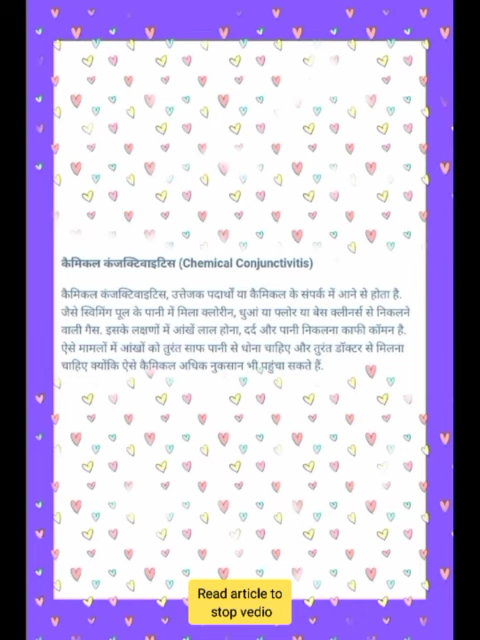 कैमिकल कंजक्टिवाइटिस (Chemical Conjunctivitis)
कैमिकल कंजक्टिवाइटिस, उत्तेजक पदार्थों या कैमिकल के संपर्क में आने से होता है.
जैसे स्विमिंग पूल के पानी में मिला क्लोरीन, धुआं या फ्लोर या बेस क्लीनर्स से निकलने
वाली गैस. इसके लक्षणों में आंखें लाल होना, दर्द और पानी निकलना काफी कॉमन है.
ऐसे मामलों में आंखों को तुरंत साफ पानी से धोना चाहिए और तुरंत डॉक्टर से मिलना
चाहिए क्योंकि ऐसे कैमिकल अधिक नुकसान भी पहुंचा सकते हैं.
Read article to
stop vedio